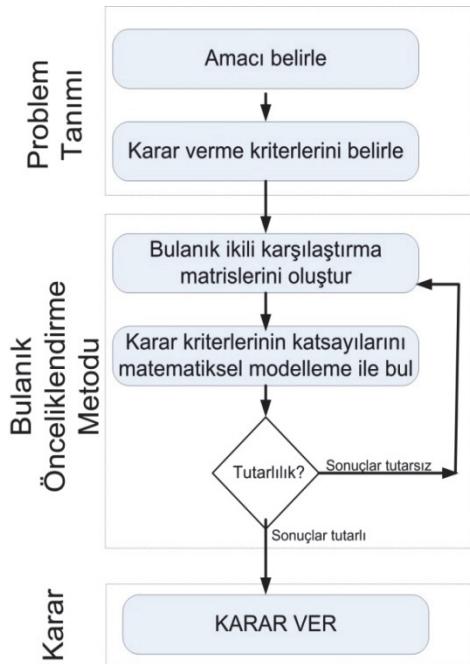 Problem
Tanımı
Amacı belirle
Karar verme kriterlerini belirle
Bulanık
Önceliklendirme
Metodu
Bulanık ikili karşılaştırma
matrislerini oluştur
Karar kriterlerinin katsayılarını
matematiksel modelleme ile bul
Tutarlılık?
Sonuçlar tutarsız
Sonuçlar tutarlı
Karar
KARAR VER